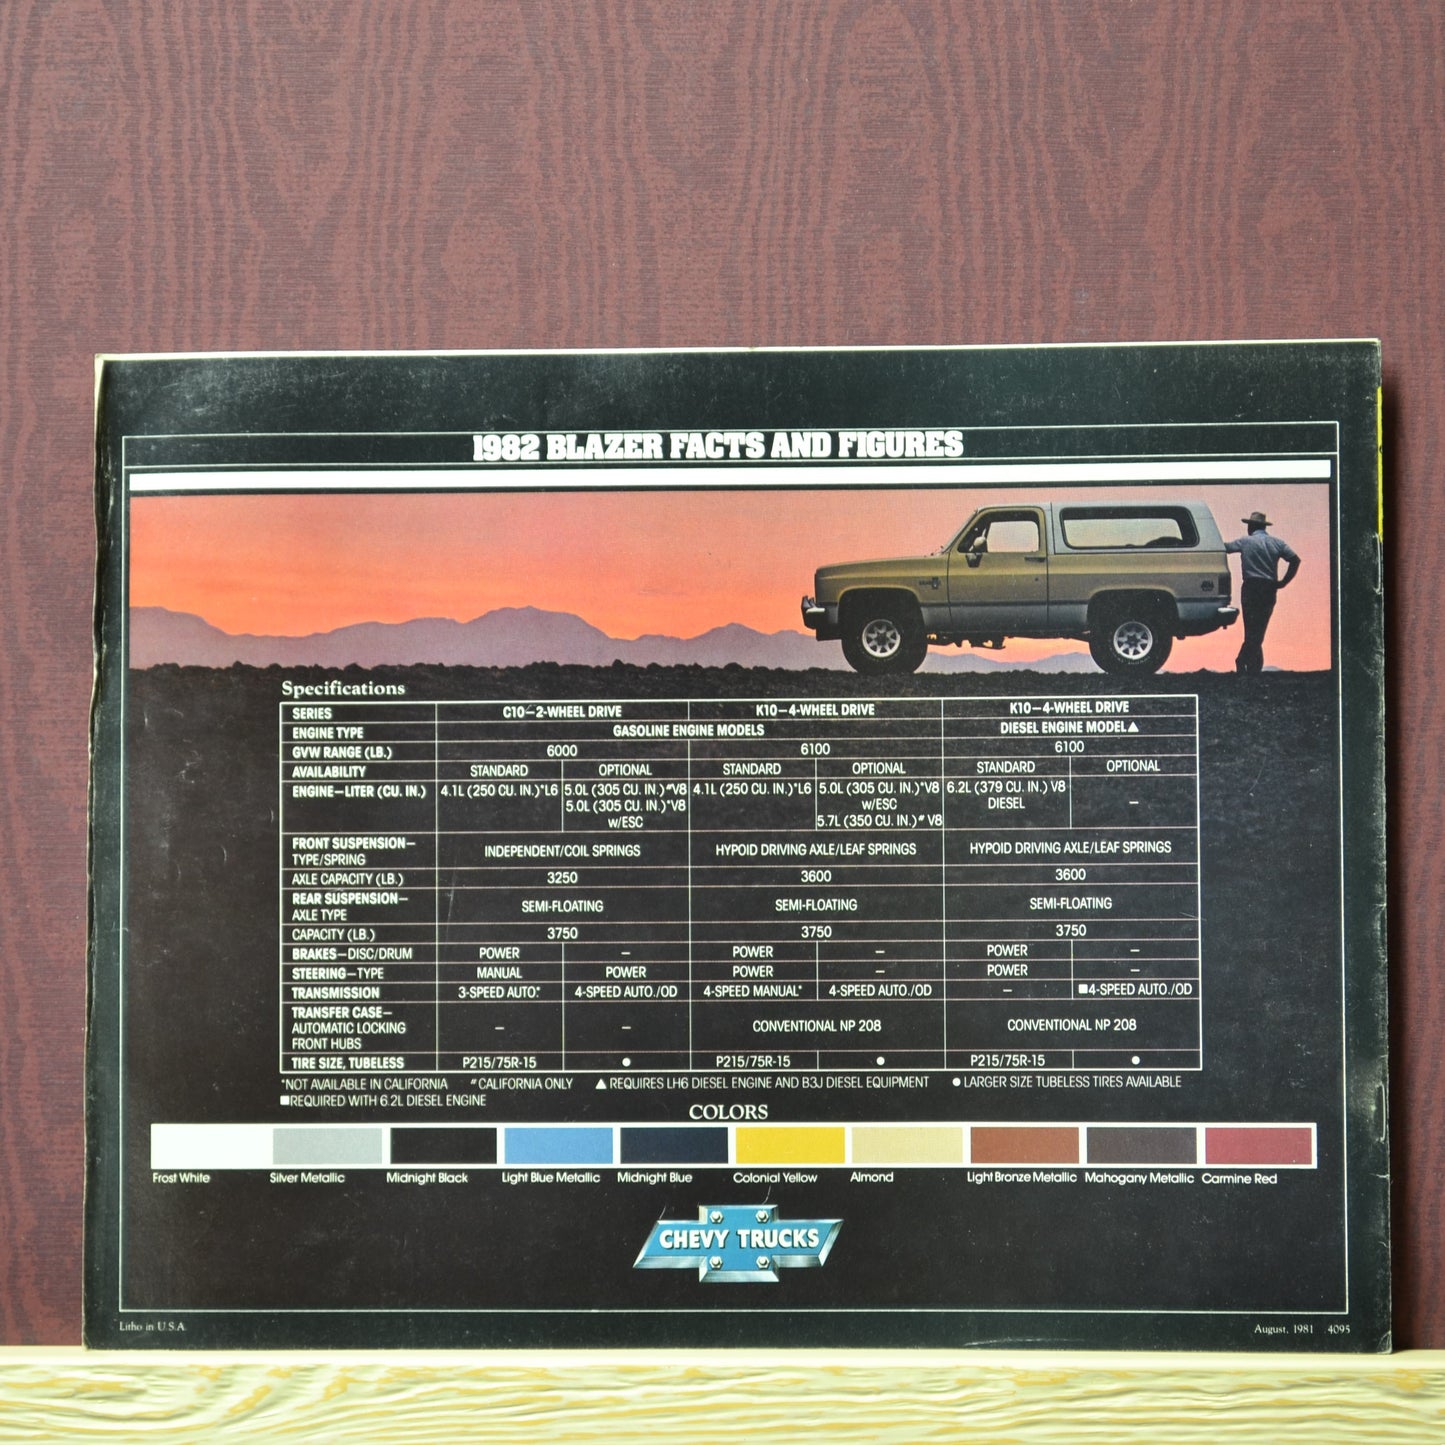 1982 BLAZER FACTS AND FIGURES
Specifications
SERIES C10—2-WHEEL DRIVE K10—4-WHEEL DRIVE K10—4-WHEEL DRIVE
ENGINE TYPE GASOLINE ENGINE MODELS DIESEL ENGINE MODEL▲
GVW RANGE (LB.) 6000 6100 6100
AVAILABILITY STANDARD OPTIONAL STANDARD OPTIONAL STANDARD OPTIONAL
ENGINE—LITER (CU. IN.) 4.1L (250 CU. IN.)*L6 5.0L (305 CU. IN.)#V8 4.1L (250 CU. IN.)*L6 5.0L (305 CU. IN.)*V8 6.2L (379 CU. IN.) V8
5.0L (305 CU. IN.)*V8 w/ESC DIESEL –
w/ESC 5.7L (350 CU. IN.)# V8
FRONT SUSPENSION—
TYPE/SPRING INDEPENDENT/COIL SPRINGS HYPOID DRIVING AXLE/LEAF SPRINGS HYPOID DRIVING AXLE/LEAF SPRINGS
AXLE CAPACITY (LB.) 3250 3600 3600
REAR SUSPENSION—
AXLE TYPE SEMI-FLOATING SEMI-FLOATING SEMI-FLOATING
CAPACITY (LB.) 3750 3750 3750
BRAKES—DISC/DRUM POWER – POWER – POWER –
STEERING—TYPE MANUAL POWER POWER – POWER –
TRANSMISSION 3-SPEED AUTO.* 4-SPEED AUTO./OD 4-SPEED MANUAL* 4-SPEED AUTO./OD – ■4-SPEED AUTO./OD
TRANSFER CASE—
AUTOMATIC LOCKING – – CONVENTIONAL NP 208 CONVENTIONAL NP 208
FRONT HUBS
TIRE SIZE, TUBELESS P215/75R-15 ● P215/75R-15 ● P215/75R-15 ●
*NOT AVAILABLE IN CALIFORNIA #CALIFORNIA ONLY ▲REQUIRES LH6 DIESEL ENGINE AND B3J DIESEL EQUIPMENT ●LARGER SIZE TUBELESS TIRES AVAILABLE
■REQUIRED WITH 6.2L DIESEL ENGINE
COLORS
Frost White Silver Metallic Midnight Black Light Blue Metallic Midnight Blue Colonial Yellow Almond Light Bronze Metallic Mahogany Metallic Carmine Red
CHEVY TRUCKS
Litho in U.S.A. August, 1981 4095